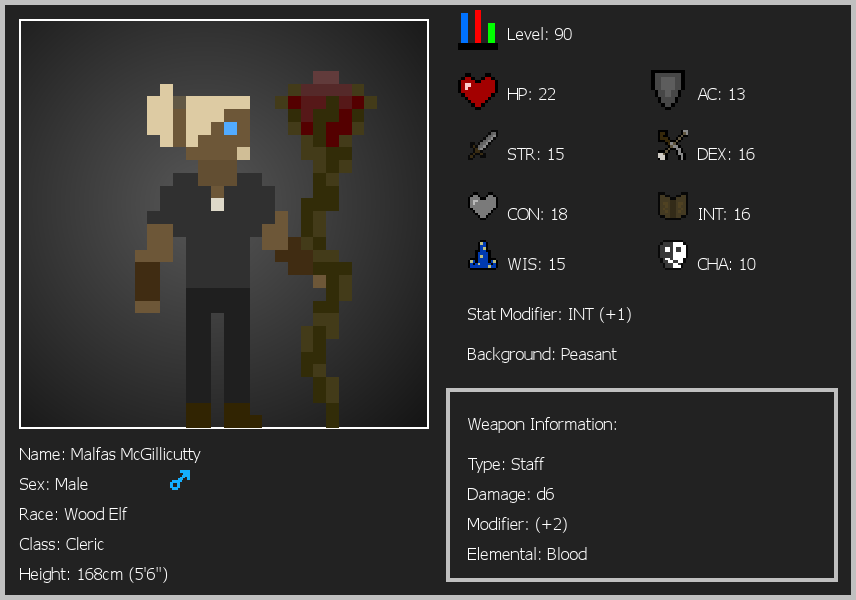 Level: 90
HP: 22
AC: 13
STR: 15
DEX: 16
CON: 18
INT: 16
WIS: 15
CHA: 10
Stat Modifier: INT (+1)
Background: Peasant
Weapon Information:
Type: Staff
Damage: d6
Modifier: (+2)
Elemental: Blood
Name: Malfas McGillicutty
Sex: Male
Race: Wood Elf
Class: Cleric
Height: 168cm (5'6")